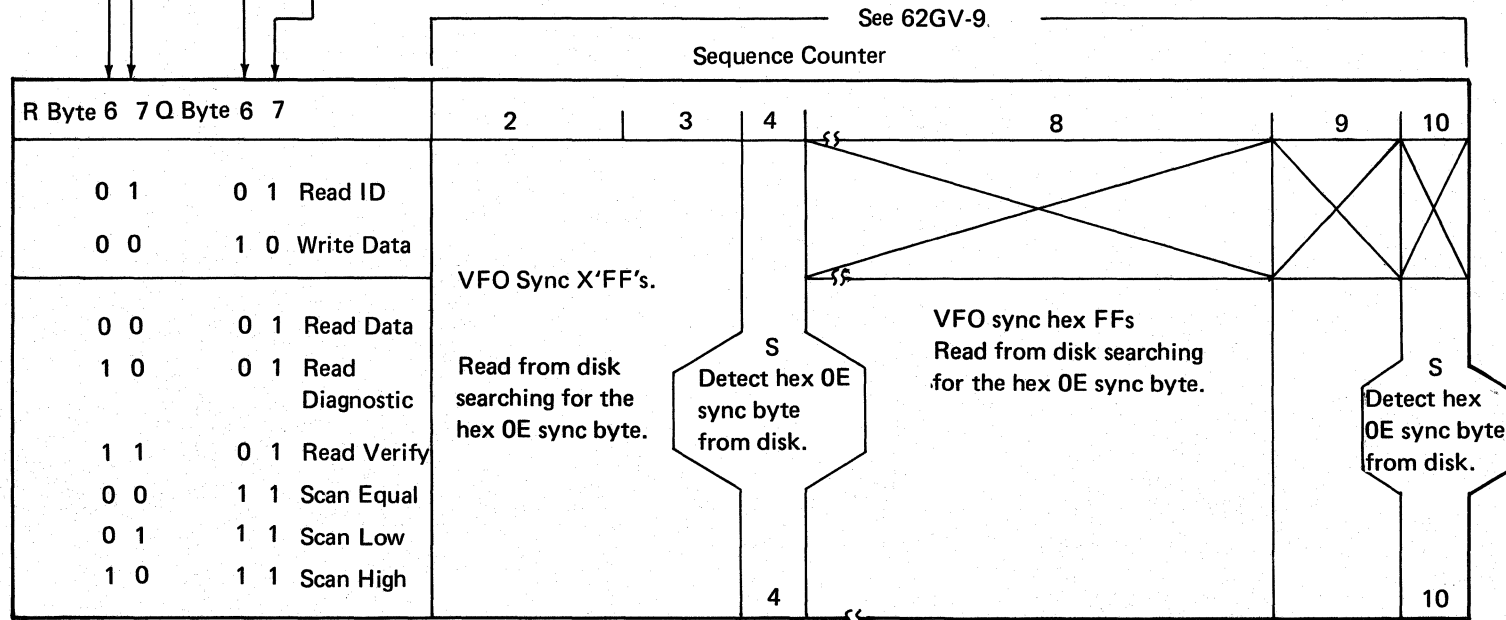 See 62GV-9.
Sequence Counter
R Byte 6 7 Q Byte 6 7
2 3 4 8 9 10
0 1 0 1 Read ID
0 0 1 0 Write Data
0 0 0 1 Read Data
1 0 0 1 Read
Diagnostic
1 1 0 1 Read Verify
0 0 1 1 Scan Equal
0 1 1 1 Scan Low
1 0 1 1 Scan High
VFO Sync X'FF's.
Read from disk
searching for the
hex 0E sync byte.
S
Detect hex 0E
sync byte
from disk.
4
VFO sync hex FFs
Read from disk searching
for the hex 0E sync byte.
S
Detect hex
0E sync byte
from disk.
10